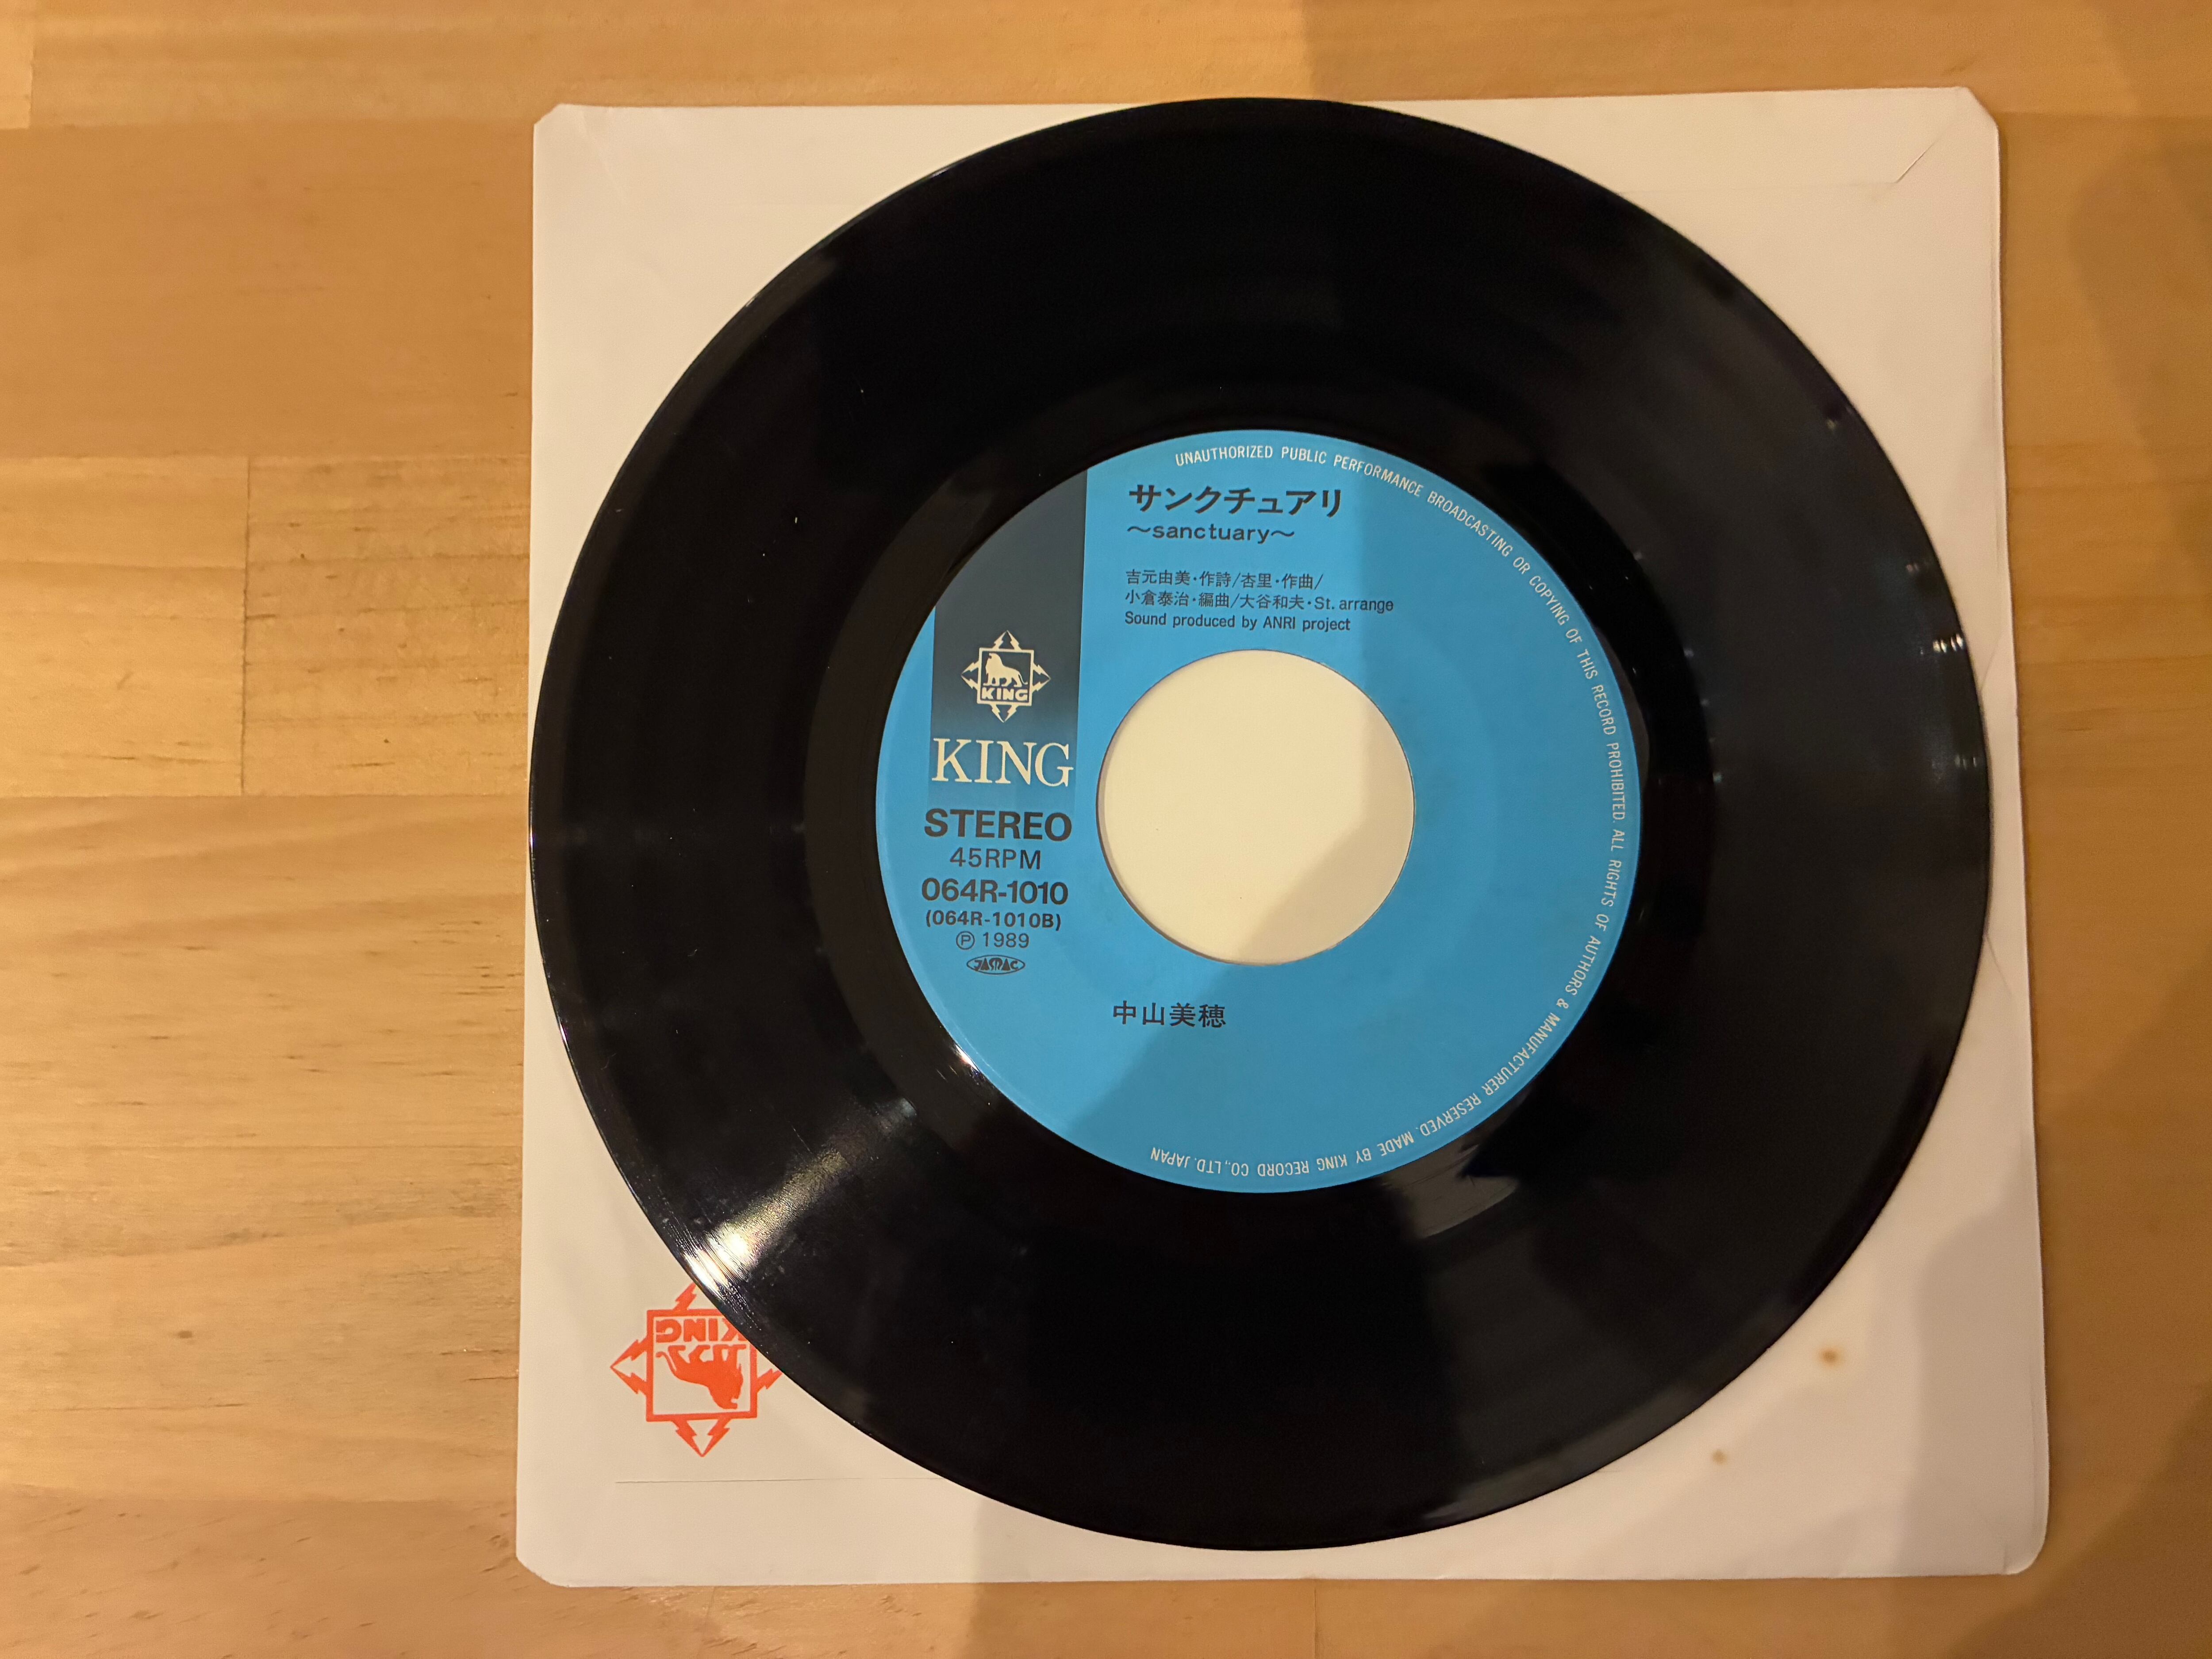 UNAUTHORIZED PUBLIC PERFORMANCE BROADCASTING OR COPYING OF THIS RECORD PROHIBITED. ALL RIGHTS OF AUTHORS & MANUFACTURER RESERVED. MADE BY KING RECORD CO., LTD. JAPAN
サンクチュアリ
〜sanctuary〜
吉元由美・作詩/杏里・作曲/
小倉泰治・編曲/大谷和夫・St. arrange
Sound produced by ANRI project
KING
KING
STEREO
45RPM
064R-1010
(064R-1010B)
Ⓟ 1989
JASRAC
中山美穂
KING